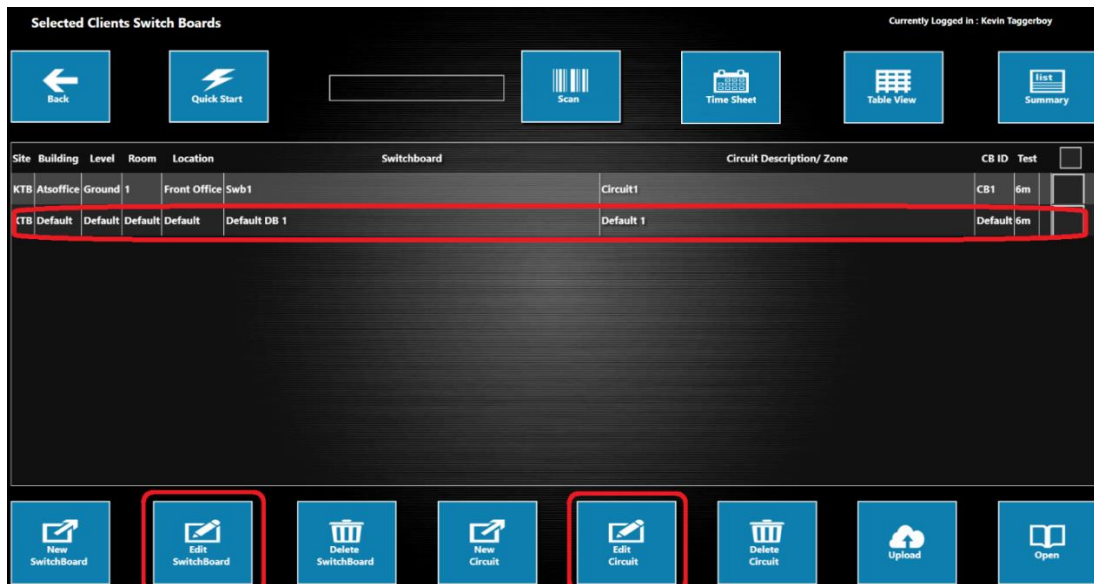 Selected Clients Switch Boards
Currently Logged in : Kevin Taggerboy
Back
Quick Start
Scan
Time Sheet
Table View
list
Summary
Site Building Level Room Location Switchboard Circuit Description/ Zone CB ID Test
KTB Atsoffice Ground 1 Front Office Swb1 Circuit1 CB1 6m
KTB Default Default Default Default Default DB 1 Default 1 Default 6m
New
SwitchBoard
Edit
SwitchBoard
Delete
SwitchBoard
New
Circuit
Edit
Circuit
Delete
Circuit
Upload
Open